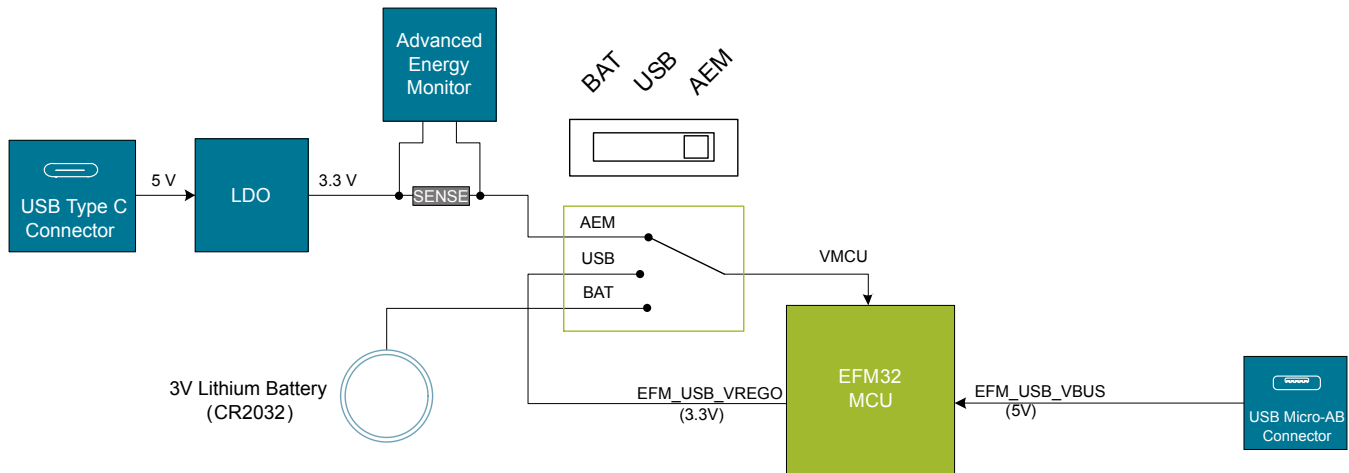 Advanced
Energy
Monitor
BAT
USB
AEM
USB Type C
Connector
5 V
LDO
3.3 V
SENSE
AEM
USB
BAT
VMCU
3V Lithium Battery
(CR2032)
EFM_USB_VREGO
(3.3V)
EFM32
MCU
EFM_USB_VBUS
(5V)
USB Micro-AB
Connector